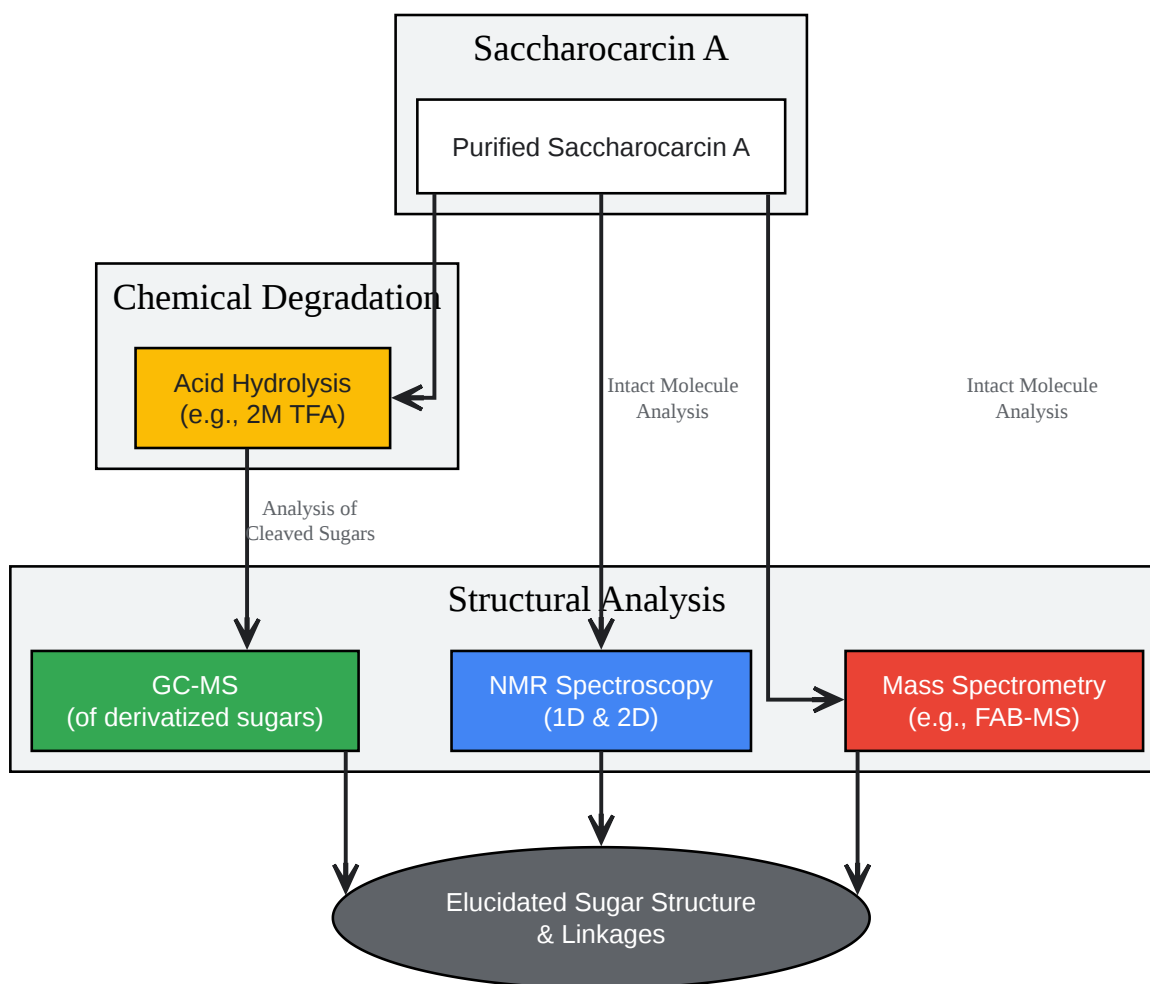 Saccharocarcin A
Purified Saccharocarcin A
Chemical Degradation
Acid Hydrolysis
(e.g., 2M TFA)
Intact Molecule
Analysis
Intact Molecule
Analysis
Analysis of
Cleaved Sugars
Structural Analysis
GC-MS
(of derivatized sugars)
NMR Spectroscopy
(1D & 2D)
Mass Spectrometry
(e.g., FAB-MS)
Elucidated Sugar Structure
& Linkages